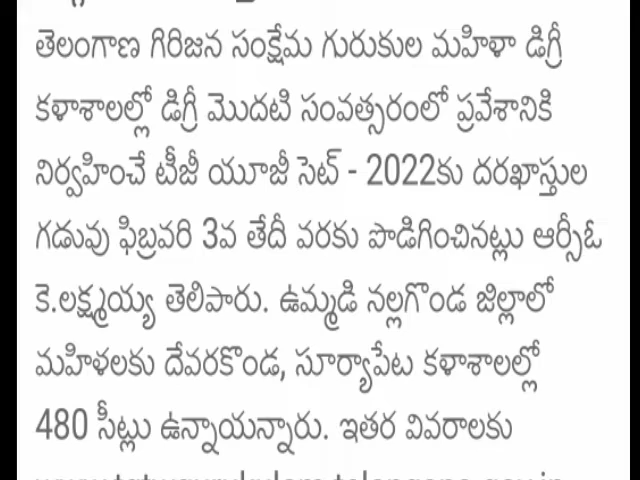 తెలంగాణ గిరిజన సంక్షేమ గురుకుల మహిళా డిగ్రీ
కళాశాలల్లో డిగ్రీ మొదటి సంవత్సరంలో ప్రవేశానికి
నిర్వహించే టీజీ యూజీ సెట్ - 2022కు దరఖాస్తుల
గడువు ఫిబ్రవరి 3వ తేదీ వరకు పొడిగించినట్లు ఆర్సీఓ
కె.లక్ష్మయ్య తెలిపారు. ఉమ్మడి నల్లగొండ జిల్లాలో
మహిళలకు దేవరకొండ, సూర్యాపేట కళాశాలల్లో
480 సీట్లు ఉన్నాయన్నారు. ఇతర వివరాలకు